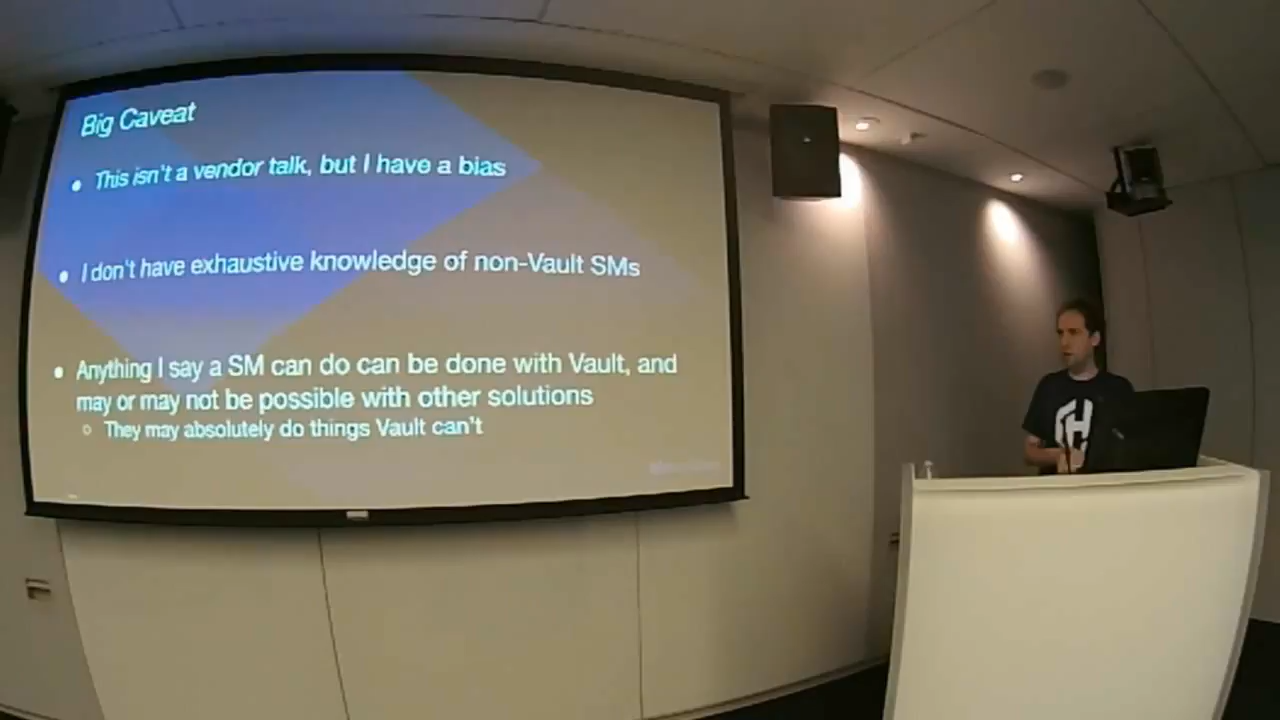 Big Caveat
This isn't a vendor talk, but I have a bias
I don't have exhaustive knowledge of non-Vault SMs
Anything I say a SM can do can be done with Vault, and
may or may not be possible with other solutions
They may absolutely do things Vault can't